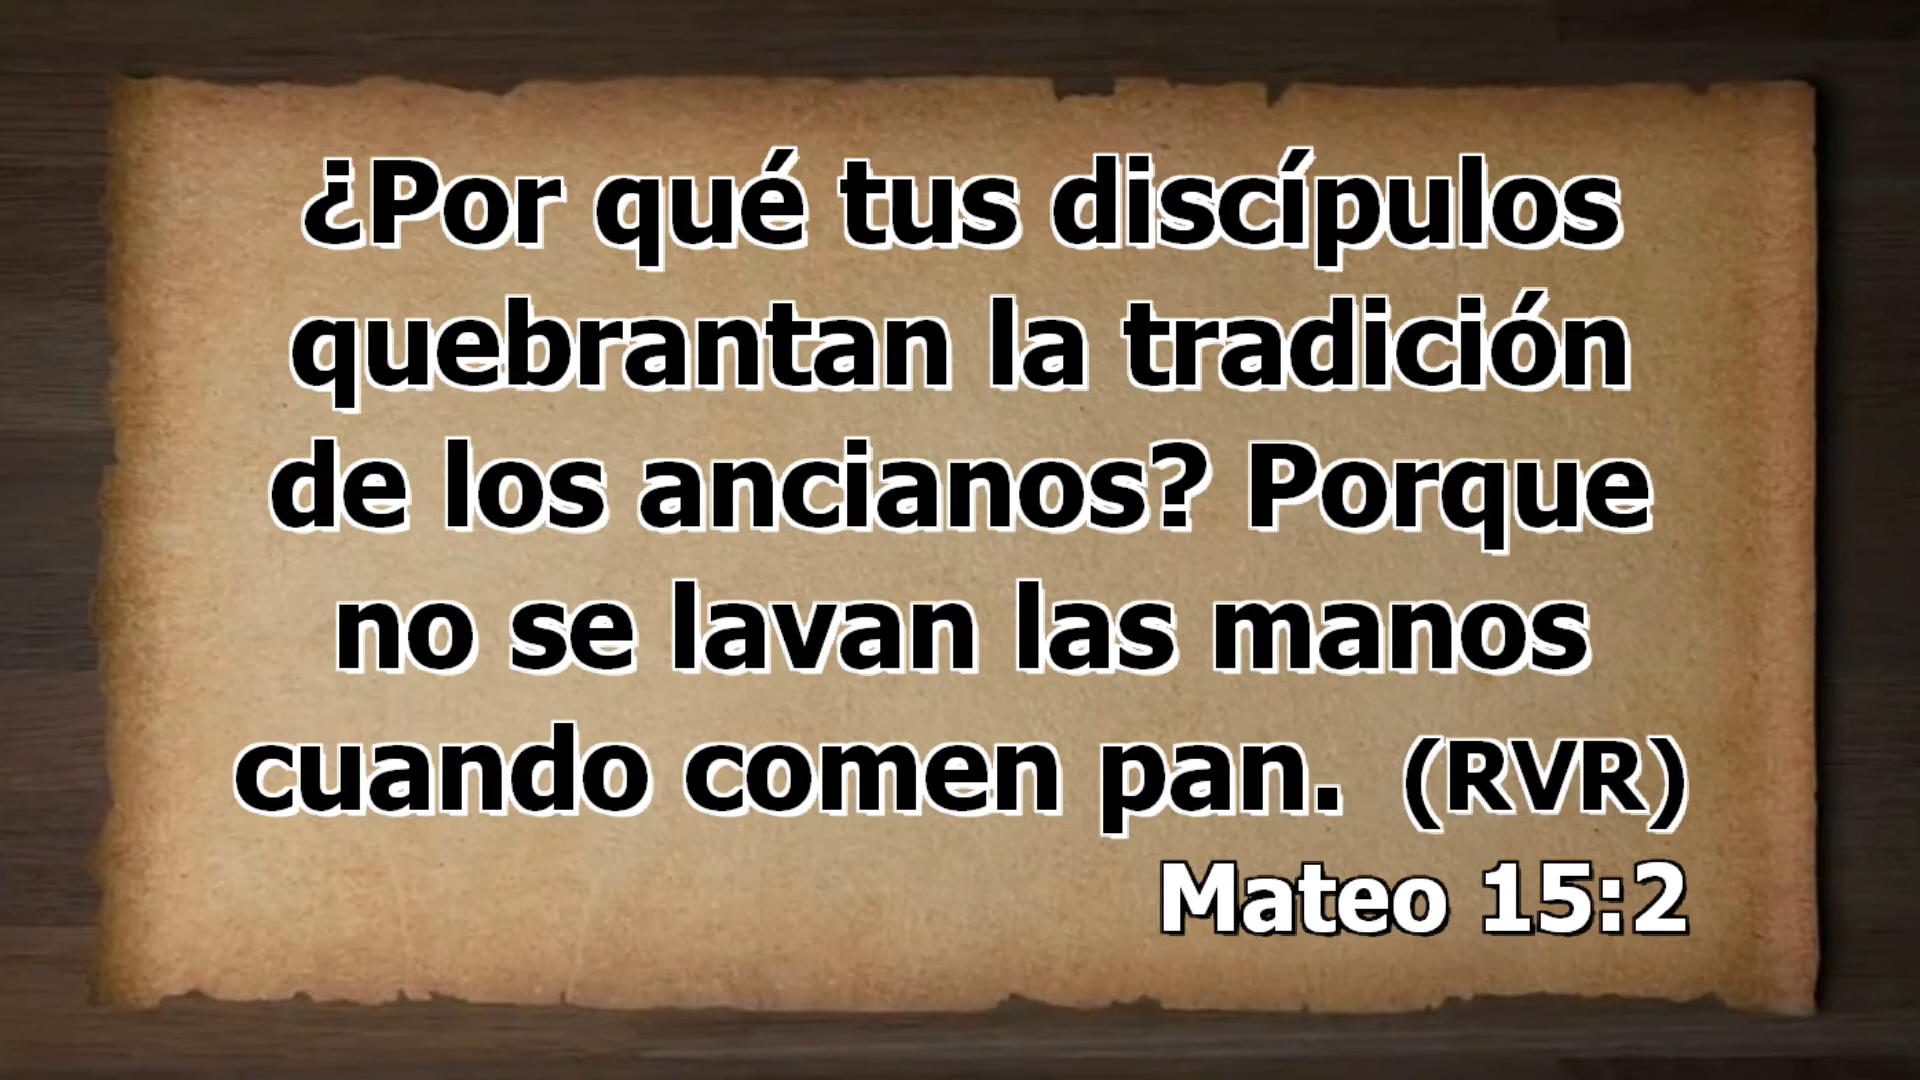 ¿Por qué tus discípulos
quebrantan la tradición
de los ancianos? Porque
no se lavan las manos
cuando comen pan. (RVR)
Mateo 15:2